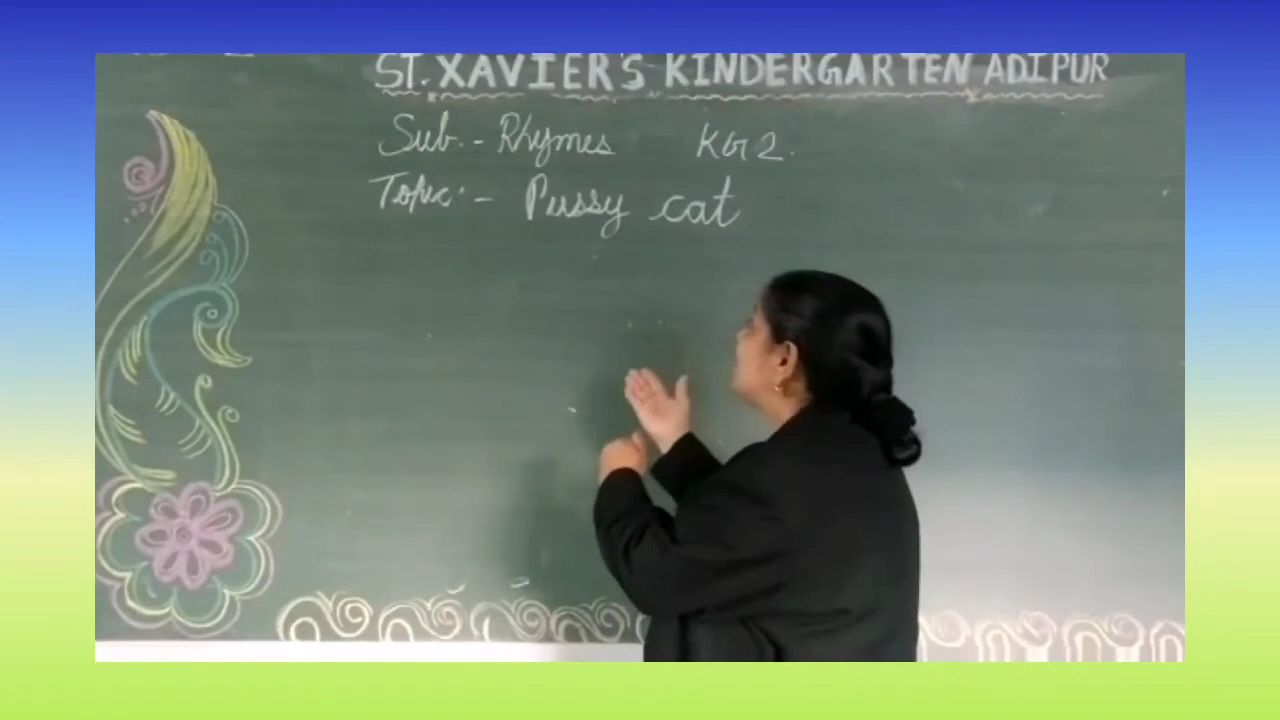 ST. XAVIER'S KINDERGARTEN ADIPUR
Sub.- Rhymes KG 2.
Topic:- Pussy cat